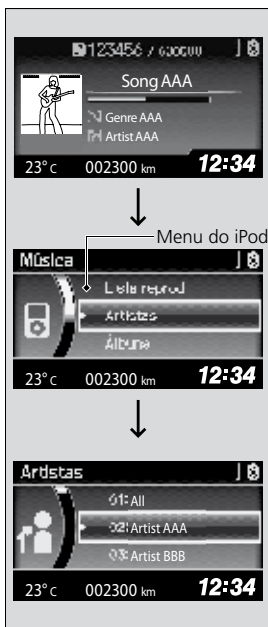 123456 / 600000
Song AAA
Genre AAA
Artist AAA
23°c 002300 km 12:34
Menu do iPod
Música
Lista reprod
Artistas
Álbuns
23°c 002300 km 12:34
Artistas
01: All
02: Artist AAA
03: Artist BBB
23°c 002300 km 12:34